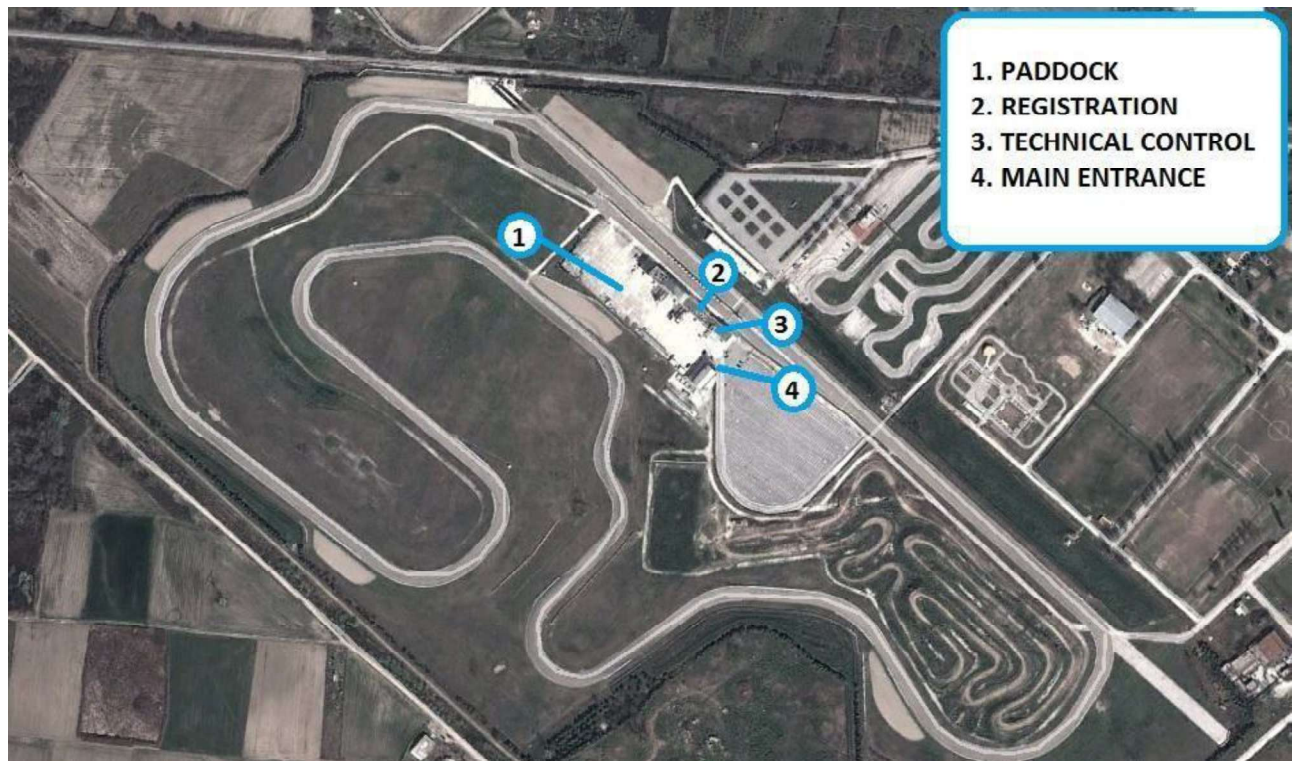 1. PADDOCK
2. REGISTRATION
3. TECHNICAL CONTROL
4. MAIN ENTRANCE
1
2
3
4